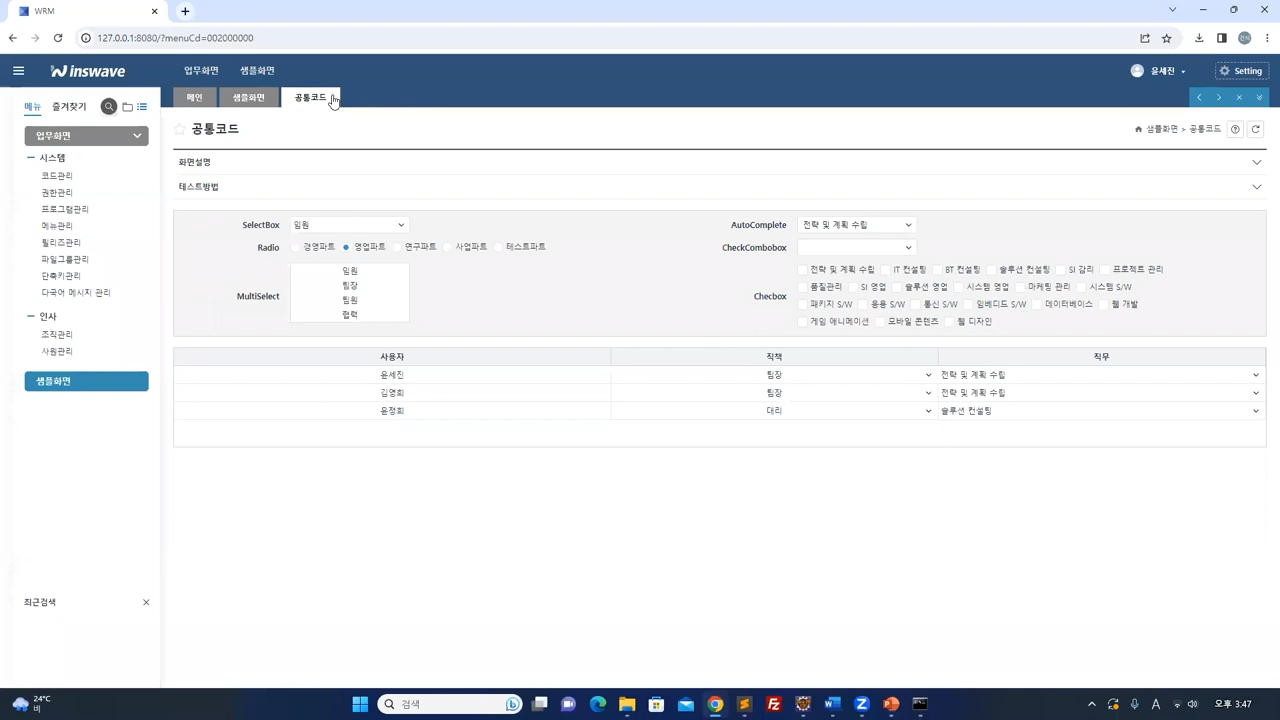 WRM
127.0.0.1:8080/?menuCd=002000000
inswave 업무화면 샘플화면 윤세진 Setting
메뉴 즐겨찾기
메인 샘플화면 공통코드
업무화면
시스템
코드관리
권한관리
프로그램관리
메뉴관리
릴리즈관리
파일그룹관리
단축키관리
다국어 메시지 관리
인사
조직관리
사원관리
샘플화면
최근검색
공통코드
샘플화면 > 공통코드
화면설명
테스트방법
SelectBox 임원 AutoComplete 전략 및 계획 수립
Radio 경영파트 영업파트 연구파트 사업파트 테스트파트 CheckCombobox
MultiSelect
임원
팀장
팀원
협력
Checbox
전략 및 계획 수립 IT 컨설팅 BT 컨설팅 솔루션 컨설팅 SI 감리 프로젝트 관리
품질관리 SI 영업 솔루션 영업 시스템 영업 마케팅 관리 시스템 S/W
패키지 S/W 응용 S/W 통신 S/W 임베디드 S/W 데이터베이스 웹 개발
게임 애니메이션 모바일 콘텐츠 웹 디자인
사용자 직책 직무
윤세진 팀장 전략 및 계획 수립
김영희 팀장 전략 및 계획 수립
윤정희 대리 솔루션 컨설팅
24°C
비
검색
A
오후 3:47